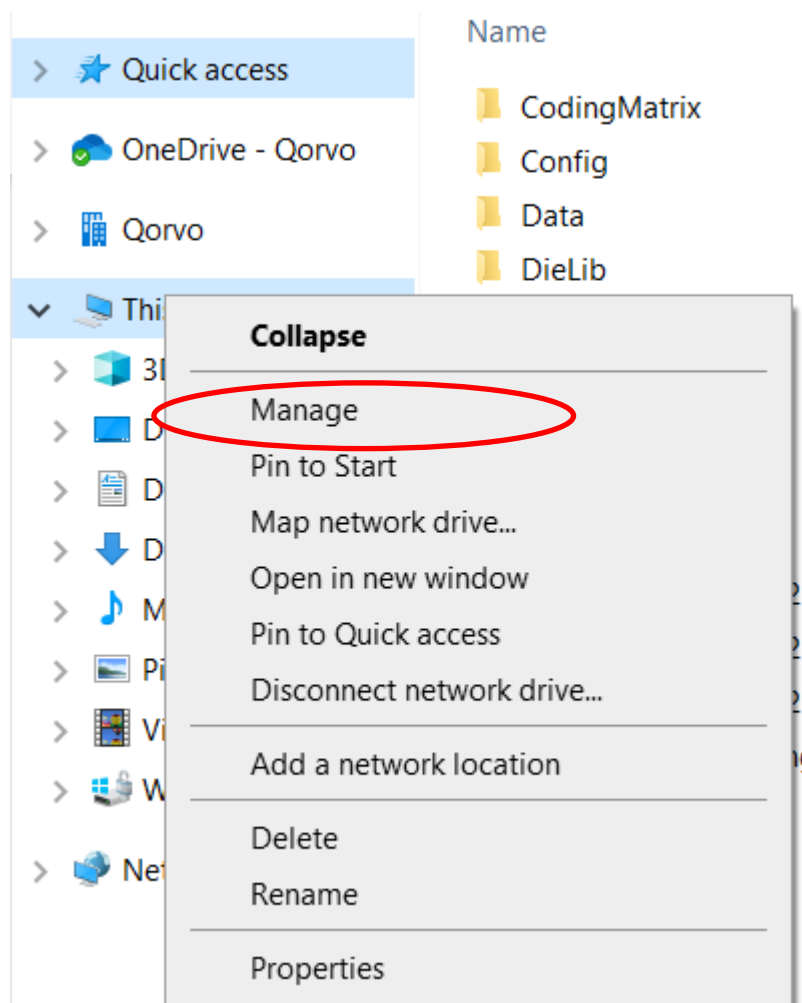 Name
Quick access
OneDrive - Qorvo
Qorvo
CodingMatrix
Config
Data
DieLib
Collapse
Manage
Pin to Start
Map network drive...
Open in new window
Pin to Quick access
Disconnect network drive...
Add a network location
Delete
Rename
Properties